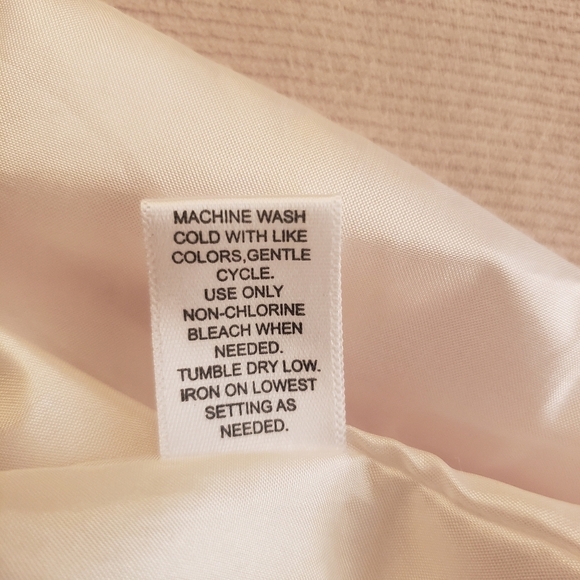 MACHINE WASH
COLD WITH LIKE
COLORS,GENTLE
CYCLE.
USE ONLY
NON-CHLORINE
BLEACH WHEN
NEEDED.
TUMBLE DRY LOW.
IRON ON LOWEST
SETTING AS
NEEDED.